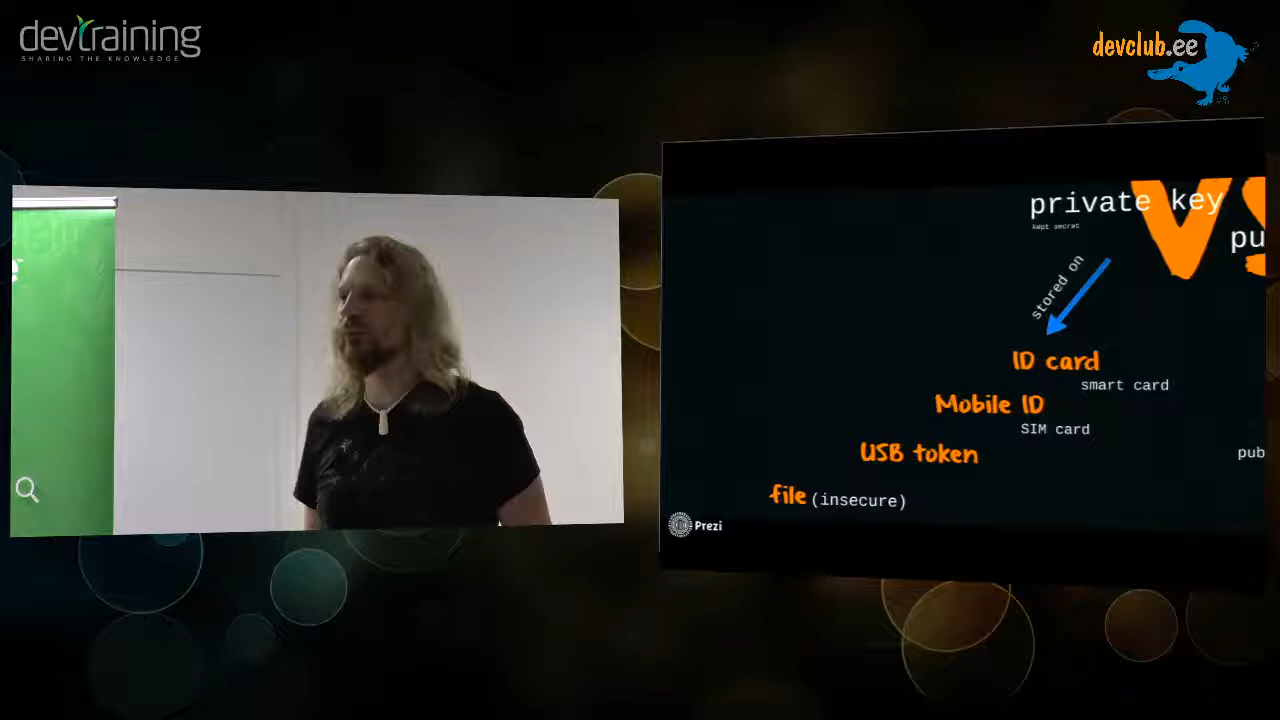 devtraining
SHARING THE KNOWLEDGE
devclub.ee
private key
kept secret
vs
pu
stored on
ID card
smart card
Mobile ID
SIM card
USB token
pub
file (insecure)
Prezi